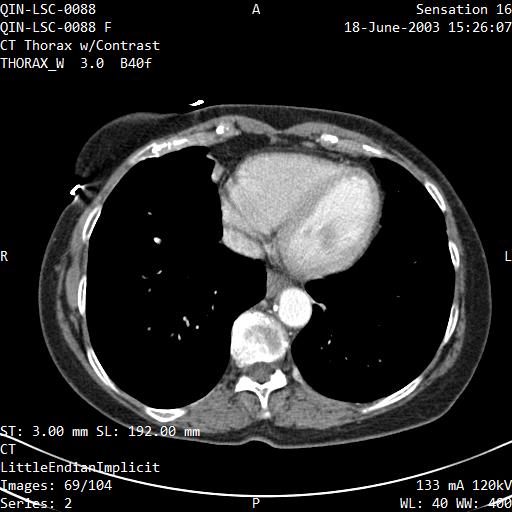 QIN-LSC-0088
A
Sensation 16
QIN-LSC-0088 F
18-June-2003 15:26:07
CT Thorax w/Contrast
THORAX_W 3.0 B40f
R
L
ST: 3.00 mm SL: 192.00 mm
CT
LittleEndianImplicit
Images: 69/104
133 mA 120kV
Series: 2
P
WL: 40 WW: 400